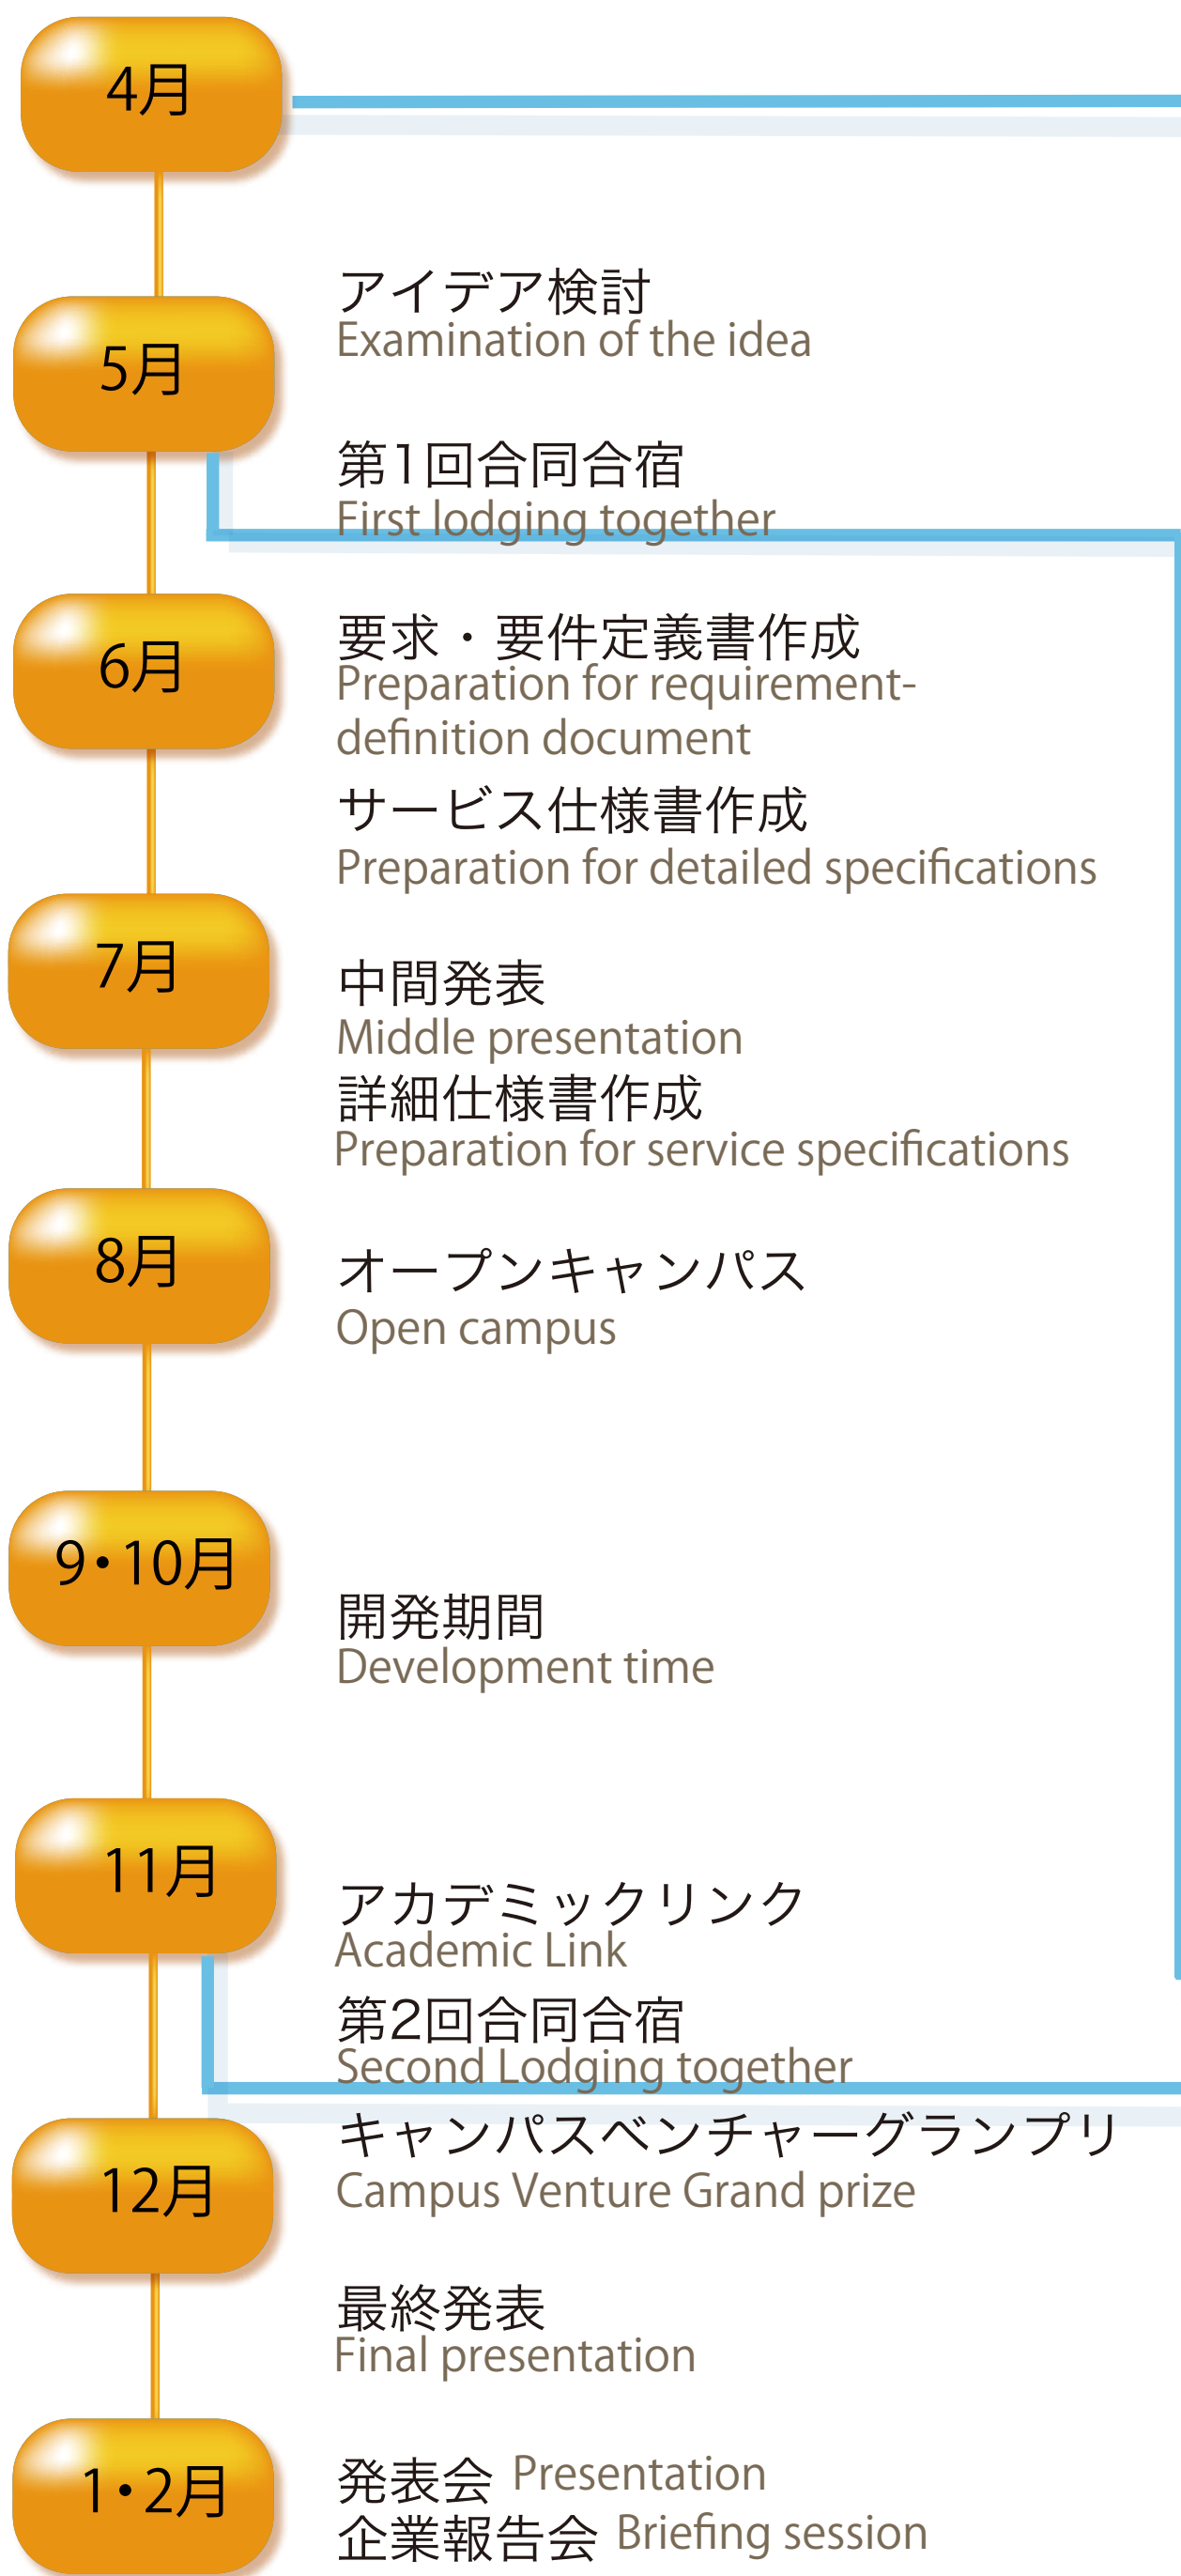 4月
アイデア検討
Examination of the idea
5月
第1回合同合宿
First lodging together
要求・要件定義書作成
6月
Preparation for requirement-
definition document
サービス仕様書作成
Preparation for detailed specifications
7月
中間発表
Middle presentation
詳細仕様書作成
Preparation for service specifications
8月
オープンキャンパス
Open campus
9・10月
開発期間
Development time
11月
アカデミックリンク
Academic Link
第2回合同合宿
Second Lodging together
キャンパスベンチャーグランプリ
12月
Campus Venture Grand prize
最終発表
Final presentation
1・2月
発表会 Presentation
企業報告会 Briefing session